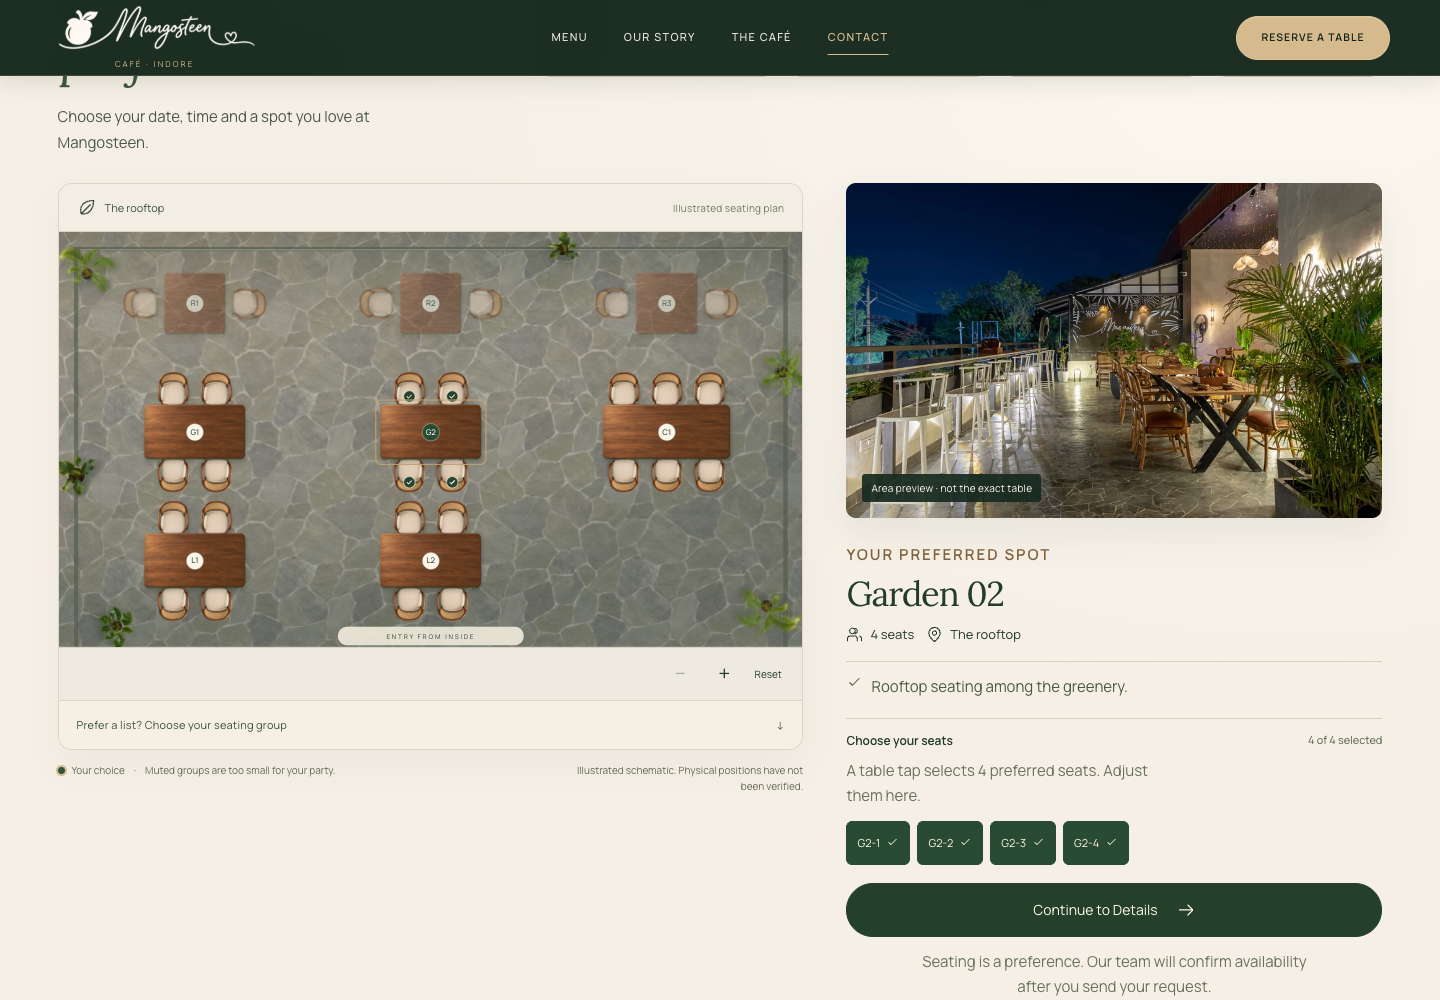 Mangosteen
CAFÉ · INDORE
MENU
OUR STORY
THE CAFÉ
CONTACT
RESERVE A TABLE
Choose your date, time and a spot you love at
Mangosteen.
The rooftop
Illustrated seating plan
R1
R2
R3
G1
G2
C1
L1
L2
ENTRY FROM INSIDE
Reset
Prefer a list? Choose your seating group
Your choice · Muted groups are too small for your party.
Illustrated schematic. Physical positions have not
been verified.
Mangosteen
Area preview · not the exact table
YOUR PREFERRED SPOT
Garden 02
4 seats
The rooftop
Rooftop seating among the greenery.
Choose your seats
4 of 4 selected
A table tap selects 4 preferred seats. Adjust
them here.
G2-1
G2-2
G2-3
G2-4
Continue to Details
Seating is a preference. Our team will confirm availability
after you send your request.